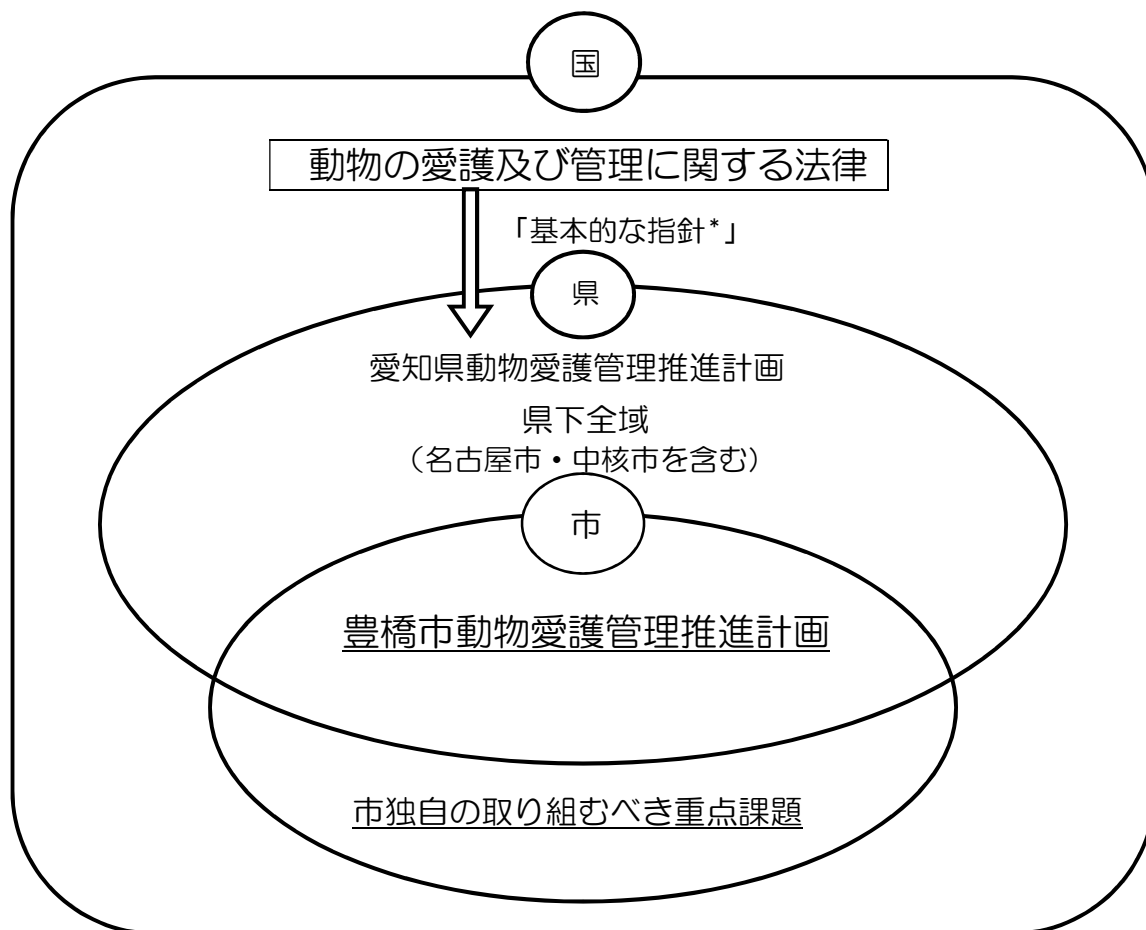 国
動物の愛護及び管理に関する法律
「基本的な指針*」
県
愛知県動物愛護管理推進計画
県下全域
（名古屋市・中核市を含む）
市
豊橋市動物愛護管理推進計画
市独自の取り組むべき重点課題